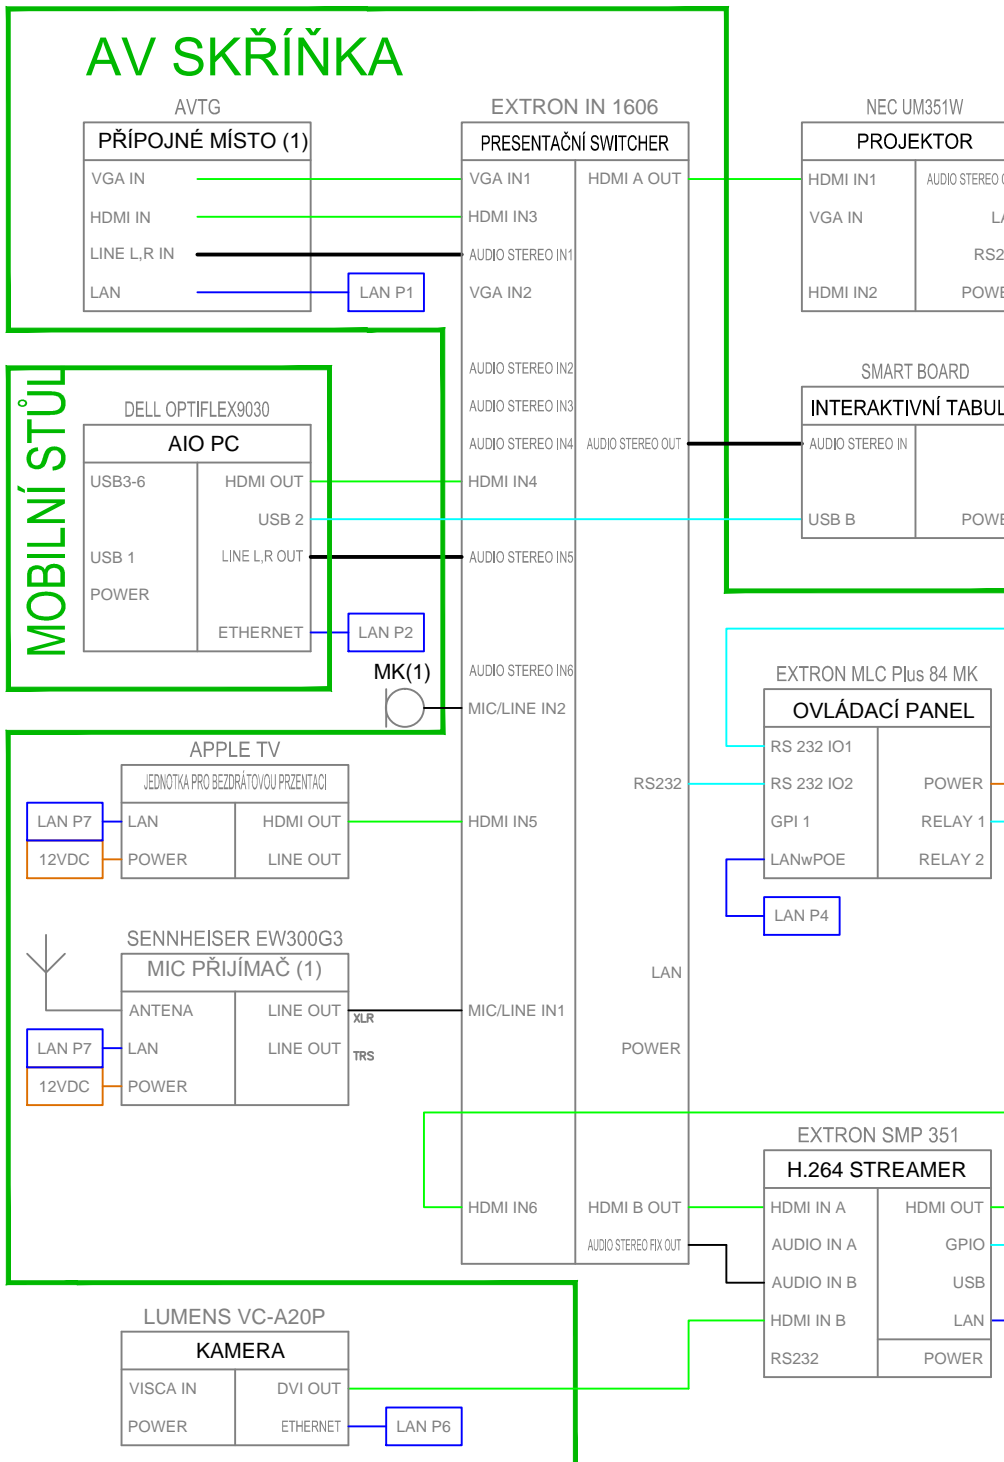 AV SKŘÍŇKA
AVTG
PŘÍPOJNÉ MÍSTO (1)
VGA IN
HDMI IN
LINE L,R IN
LAN
LAN P1
EXTRON IN 1606
PRESENTAČNÍ SWITCHER
VGA IN1
HDMI IN3
AUDIO STEREO IN1
VGA IN2
AUDIO STEREO IN2
AUDIO STEREO IN3
AUDIO STEREO IN4
HDMI IN4
AUDIO STEREO IN5
AUDIO STEREO IN6
MIC/LINE IN2
HDMI IN5
MIC/LINE IN1
HDMI IN6
HDMI A OUT
AUDIO STEREO OUT
RS232
LAN
POWER
HDMI B OUT
AUDIO STEREO FIX OUT
NEC UM351W
PROJEKTOR
HDMI IN1
VGA IN
HDMI IN2
AUDIO STEREO
LA
RS2
POWE
SMART BOARD
INTERAKTIVNÍ TABUL
AUDIO STEREO IN
USB B
POWE
MOBILNÍ STŮL
DELL OPTIFLEX9030
AIO PC
USB3-6
USB 1
POWER
HDMI OUT
USB 2
LINE L,R OUT
ETHERNET
LAN P2
MK(1)
EXTRON MLC Plus 84 MK
OVLÁDACÍ PANEL
RS 232 IO1
RS 232 IO2
GPI 1
LANwPOE
POWER
RELAY 1
RELAY 2
LAN P4
APPLE TV
JEDNOTKA PRO BEZDRÁTOVOU PRZENTACI
LAN P7
12VDC
LAN
POWER
HDMI OUT
LINE OUT
SENNHEISER EW300G3
MIC PŘIJÍMAČ (1)
ANTENA
LAN
POWER
LAN P7
12VDC
LINE OUT
XLR
LINE OUT
TRS
EXTRON SMP 351
H.264 STREAMER
HDMI IN A
AUDIO IN A
AUDIO IN B
HDMI IN B
RS232
HDMI OUT
GPIO
USB
LAN
POWER
LUMENS VC-A20P
KAMERA
VISCA IN
POWER
DVI OUT
ETHERNET
LAN P6